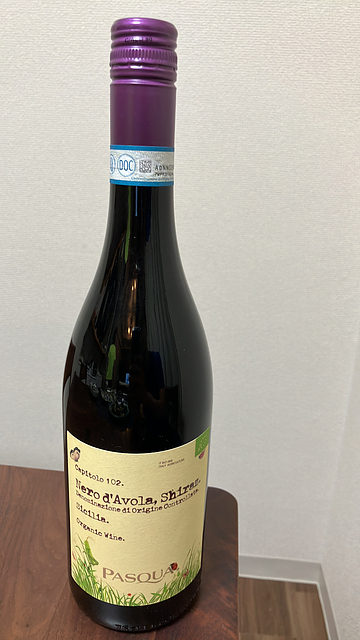 DOC
Capitolo 102.
Nero d'Avola, Shiraz.
Denominazione di Origine Controllata.
Sicilia.
Organic Wine.
PASQUA